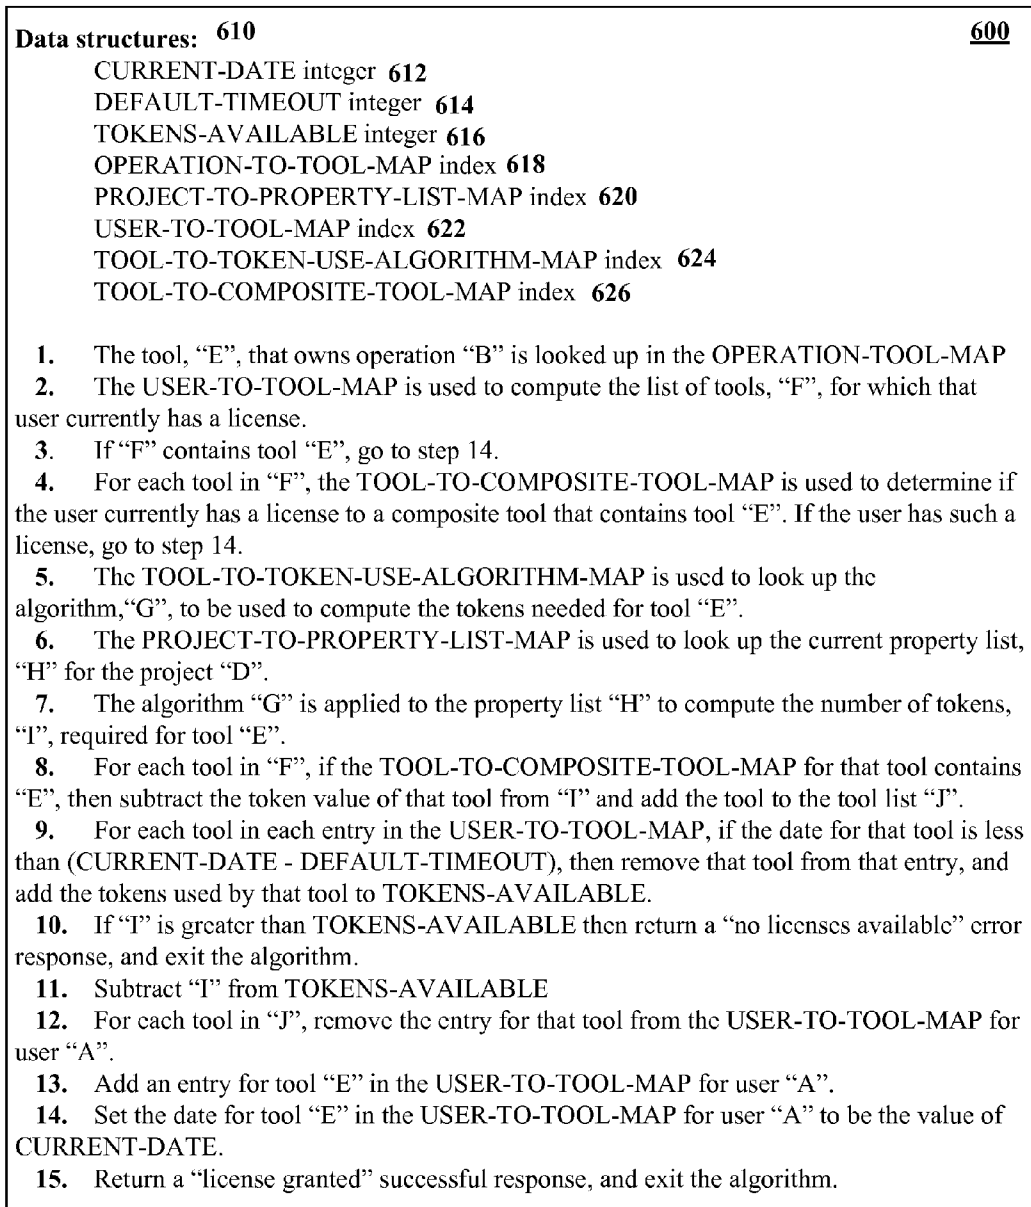 Data structures: 610 600
CURRENT-DATE integer 612
DEFAULT-TIMEOUT integer 614
TOKENS-AVAILABLE integer 616
OPERATION-TO-TOOL-MAP index 618
PROJECT-TO-PROPERTY-LIST-MAP index 620
USER-TO-TOOL-MAP index 622
TOOL-TO-TOKEN-USE-ALGORITHM-MAP index 624
TOOL-TO-COMPOSITE-TOOL-MAP index 626
1. The tool, “E”, that owns operation “B” is looked up in the OPERATION-TOOL-MAP
2. The USER-TO-TOOL-MAP is used to compute the list of tools, “F”, for which that
user currently has a license.
3. If “F” contains tool “E”, go to step 14.
4. For each tool in “F”, the TOOL-TO-COMPOSITE-TOOL-MAP is used to determine if
the user currently has a license to a composite tool that contains tool “E”. If the user has such a
license, go to step 14.
5. The TOOL-TO-TOKEN-USE-ALGORITHM-MAP is used to look up the
algorithm,“G”, to be used to compute the tokens needed for tool “E”.
6. The PROJECT-TO-PROPERTY-LIST-MAP is used to look up the current property list,
“H” for the project “D”.
7. The algorithm “G” is applied to the property list “H” to compute the number of tokens,
“I”, required for tool “E”.
8. For each tool in “F”, if the TOOL-TO-COMPOSITE-TOOL-MAP for that tool contains
“E”, then subtract the token value of that tool from “I” and add the tool to the tool list “J”.
9. For each tool in each entry in the USER-TO-TOOL-MAP, if the date for that tool is less
than (CURRENT-DATE - DEFAULT-TIMEOUT), then remove that tool from that entry, and
add the tokens used by that tool to TOKENS-AVAILABLE.
10. If “I” is greater than TOKENS-AVAILABLE then return a “no licenses available” error
response, and exit the algorithm.
11. Subtract “I” from TOKENS-AVAILABLE
12. For each tool in “J”, remove the entry for that tool from the USER-TO-TOOL-MAP for
user “A”.
13. Add an entry for tool “E” in the USER-TO-TOOL-MAP for user “A”.
14. Set the date for tool “E” in the USER-TO-TOOL-MAP for user “A” to be the value of
CURRENT-DATE.
15. Return a “license granted” successful response, and exit the algorithm.